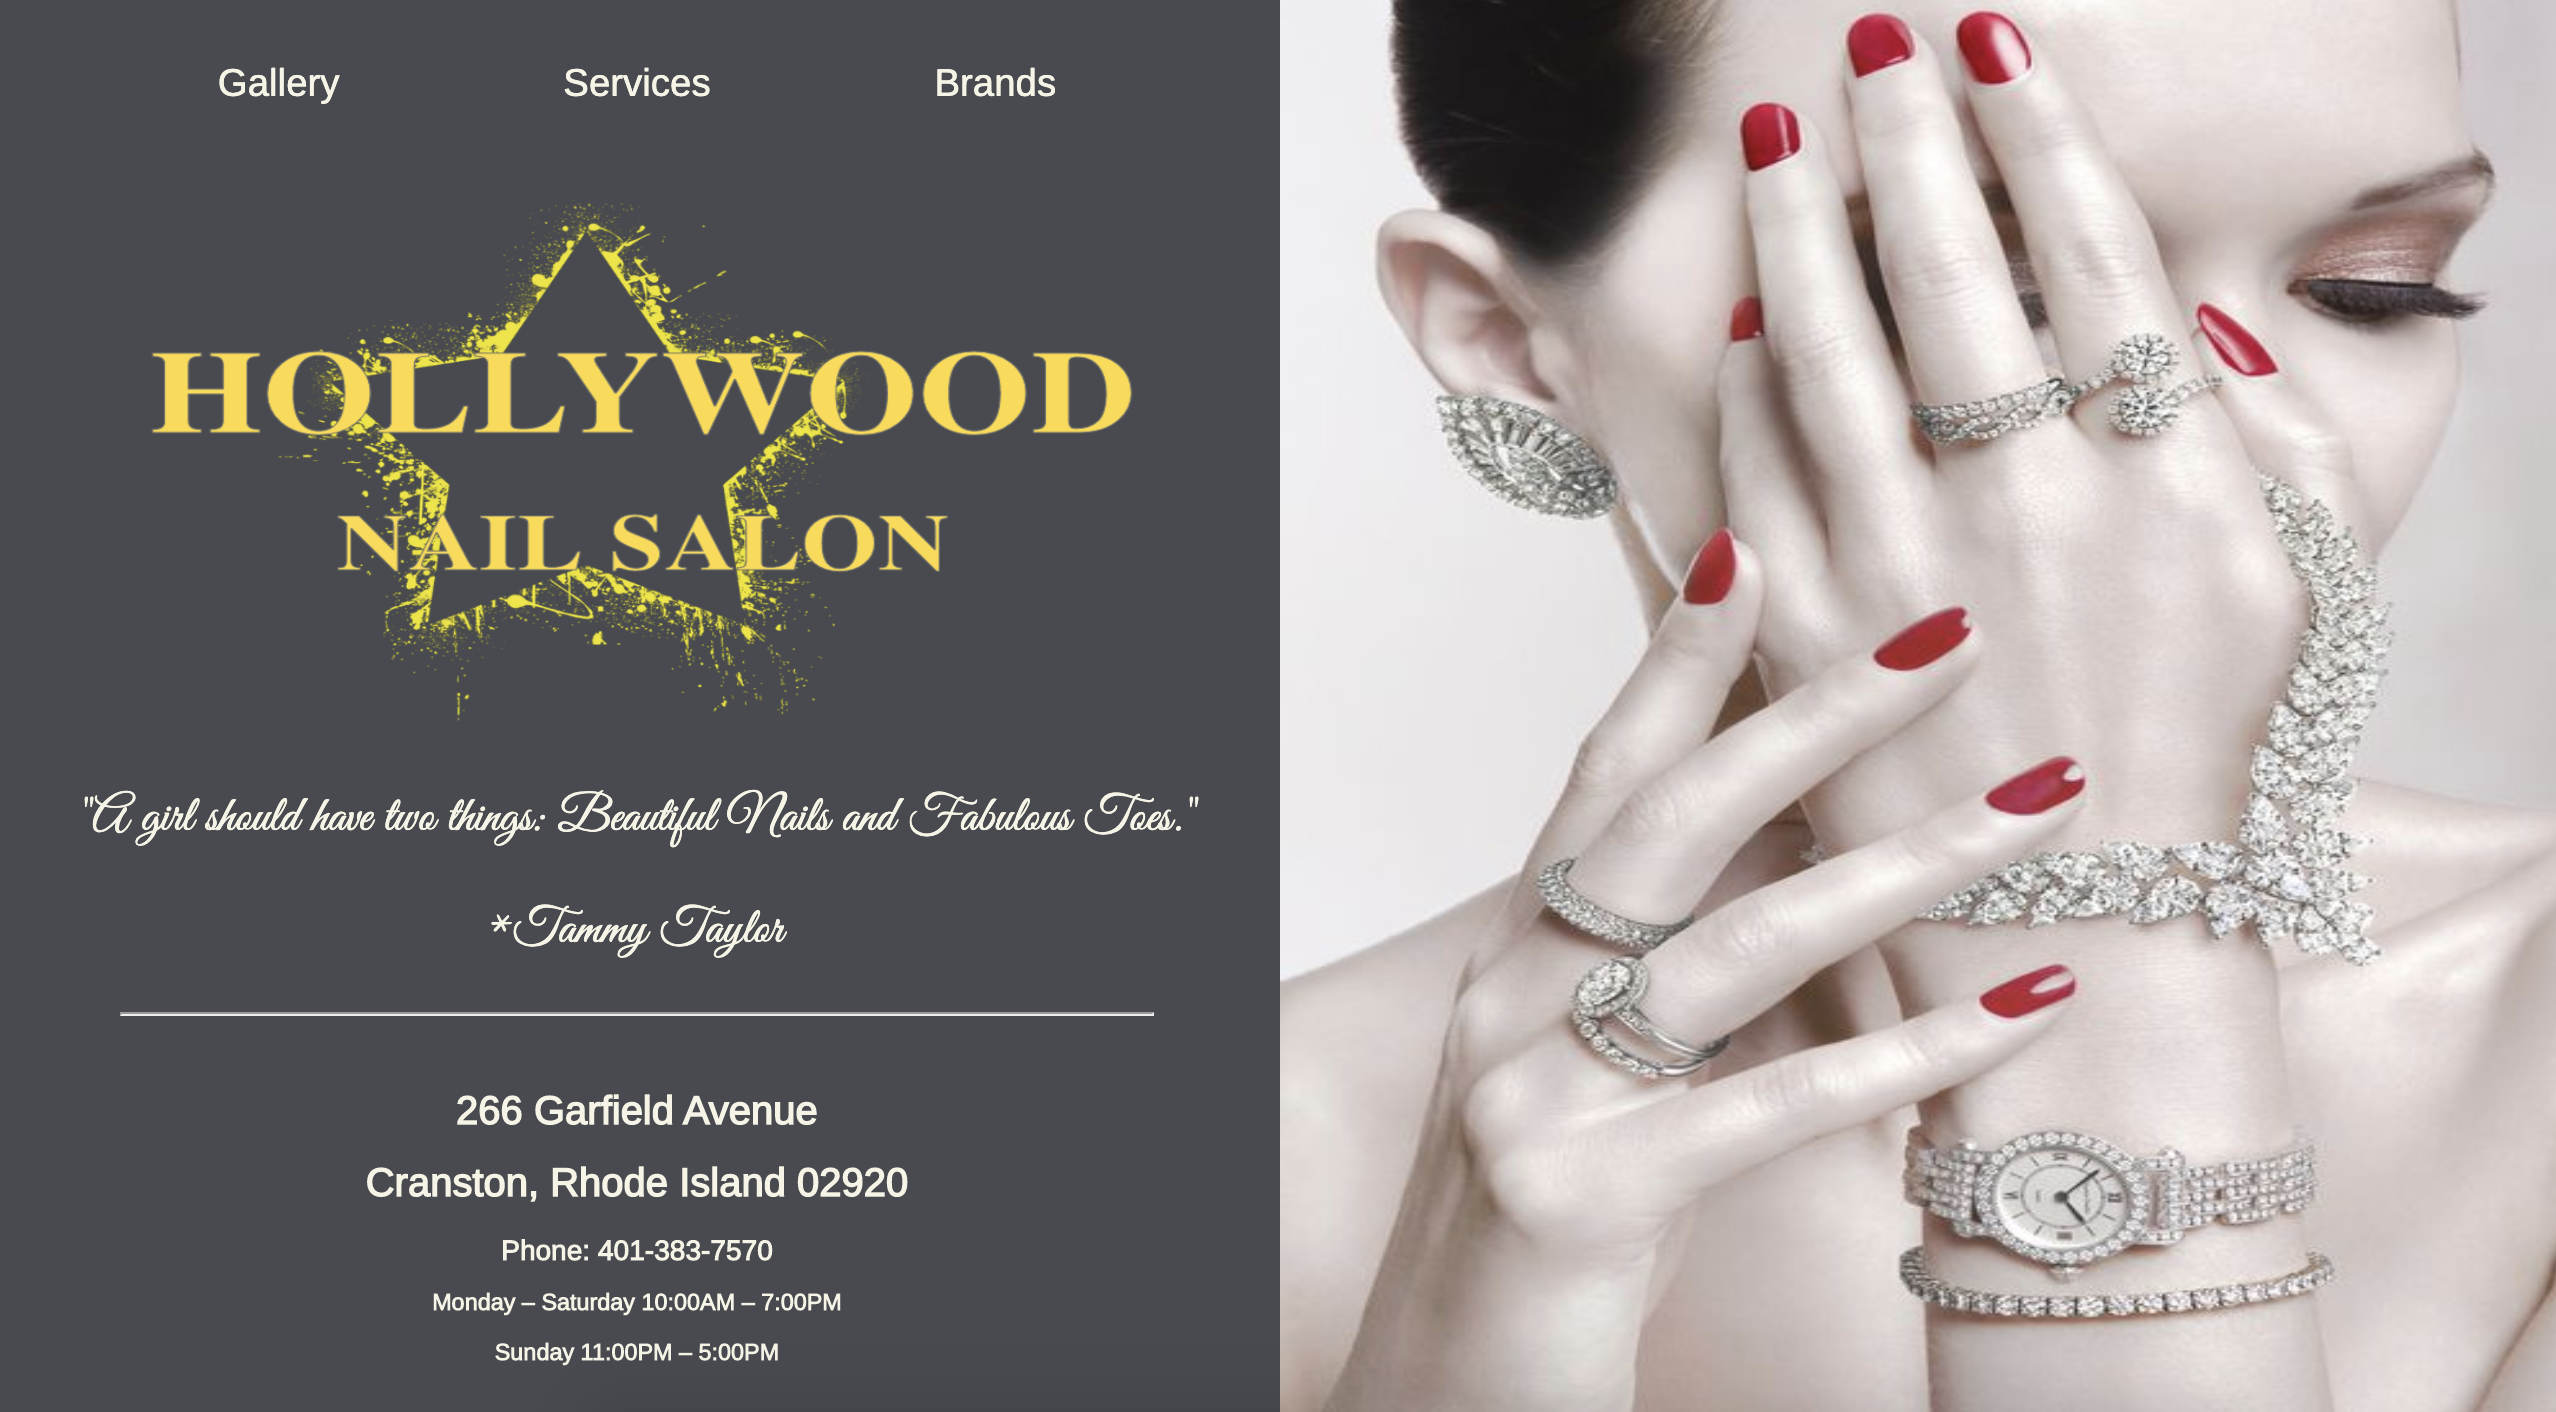 Gallery Services Brands
HOLLYWOOD
NAIL SALON
"A girl should have two things: Beautiful Nails and Fabulous Toes."
*Tammy Taylor
266 Garfield Avenue
Cranston, Rhode Island 02920
Phone: 401-383-7570
Monday – Saturday 10:00AM – 7:00PM
Sunday 11:00PM – 5:00PM